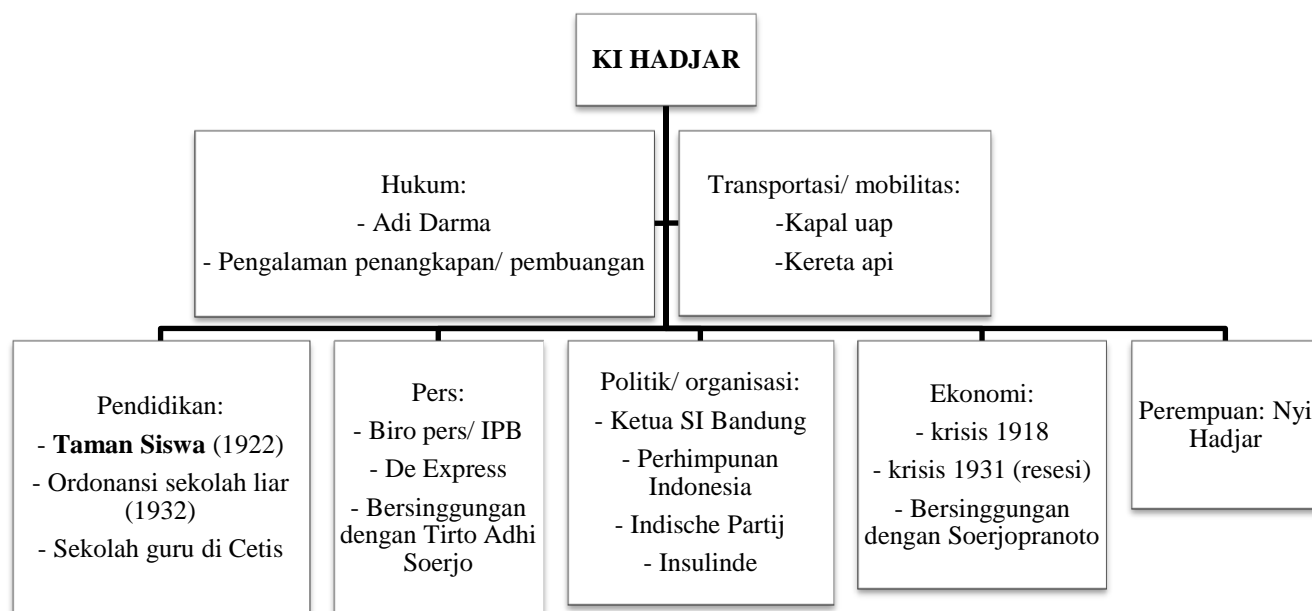 KI HADJAR
Hukum:
- Adi Darma
- Pengalaman penangkapan/ pembuangan
Transportasi/ mobilitas:
-Kapal uap
-Kereta api
Pendidikan:
- Taman Siswa (1922)
- Ordonansi sekolah liar
(1932)
- Sekolah guru di Cetis
Pers:
- Biro pers/ IPB
- De Express
- Bersinggungan
dengan Tirto Adhi
Soerjo
Politik/ organisasi:
- Ketua SI Bandung
- Perhimpunan
Indonesia
- Indische Partij
- Insulinde
Ekonomi:
- krisis 1918
- krisis 1931 (resesi)
- Bersinggungan
dengan Soerjopranoto
Perempuan: Nyi
Hadjar